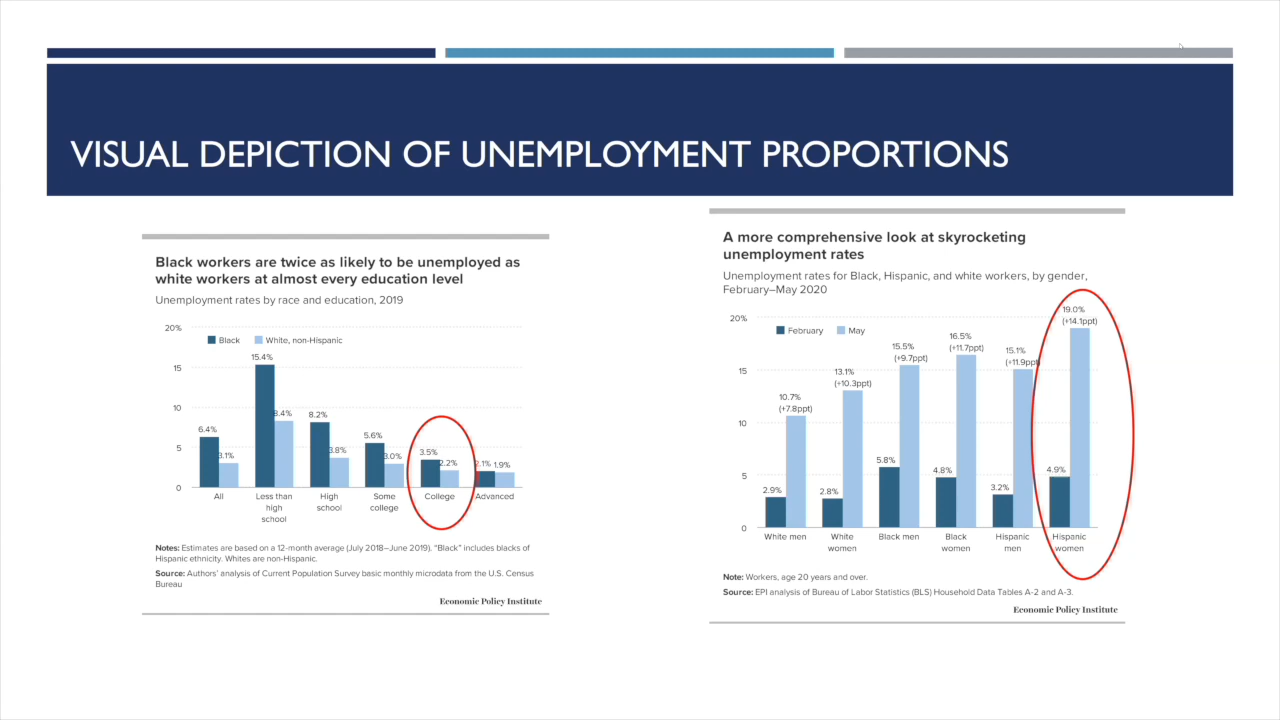 VISUAL DEPICTION OF UNEMPLOYMENT PROPORTIONS
Black workers are twice as likely to be unemployed as
white workers at almost every education level
Unemployment rates by race and education, 2019
20%
Black
White, non-Hispanic
15
10
5
0
6.4%
3.1%
15.4%
8.4%
8.2%
3.8%
5.6%
3.0%
3.5%
2.2%
2.1%
1.9%
All
Less than
high
school
High
school
Some
college
College
Advanced
Notes: Estimates are based on a 12-month average (July 2018–June 2019). "Black" includes blacks of
Hispanic ethnicity. Whites are non-Hispanic.
Source: Authors' analysis of Current Population Survey basic monthly microdata from the U.S. Census
Bureau
Economic Policy Institute
A more comprehensive look at skyrocketing
unemployment rates
Unemployment rates for Black, Hispanic, and white workers, by gender,
February–May 2020
20%
February
May
15
10
5
0
2.9%
10.7%
(+7.8ppt)
2.8%
13.1%
(+10.3ppt)
5.8%
15.5%
(+9.7ppt)
4.8%
16.5%
(+11.7ppt)
3.2%
15.1%
(+11.9ppt)
4.9%
19.0%
(+14.1ppt)
White men
White
women
Black men
Black
women
Hispanic
men
Hispanic
women
Note: Workers, age 20 years and over.
Source: EPI analysis of Bureau of Labor Statistics (BLS) Household Data Tables A-2 and A-3.
Economic Policy Institute